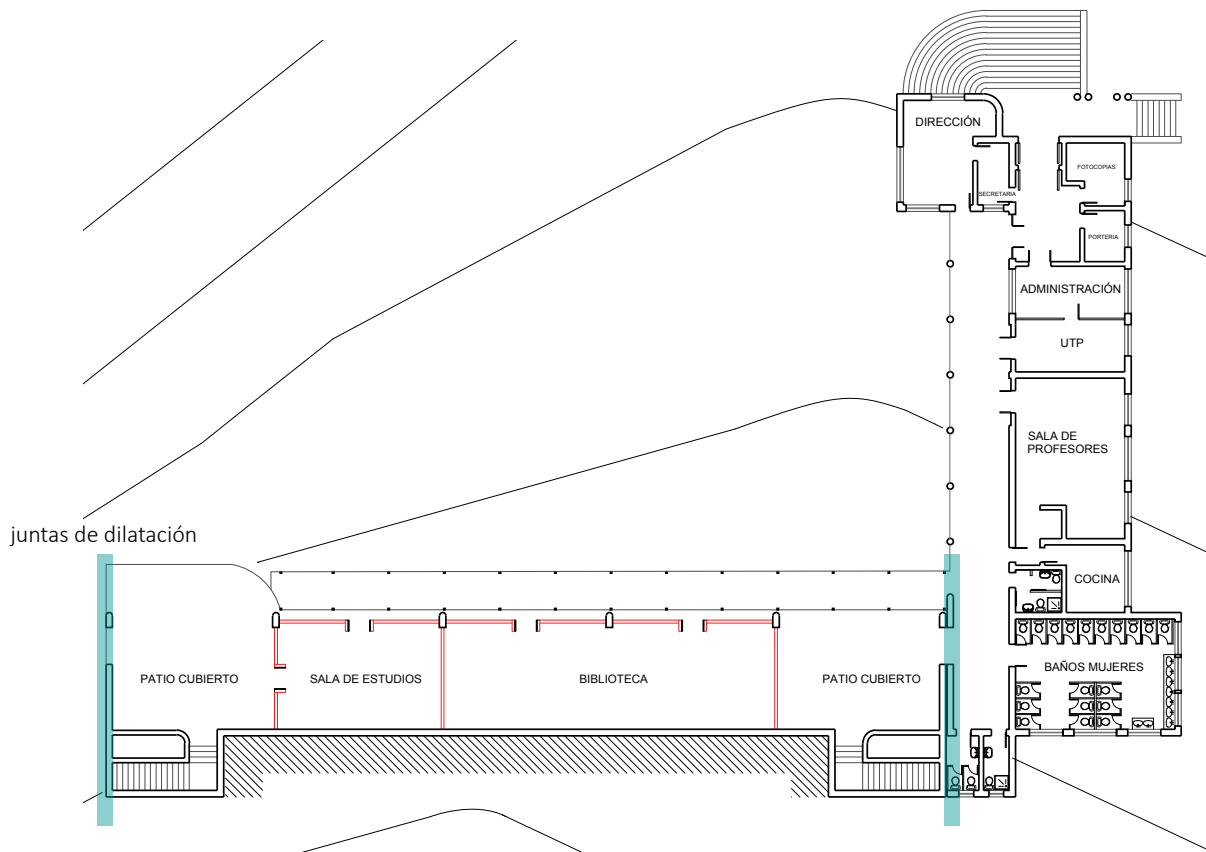 DIRECCIÓN
FOTOCOPIAS
SECRETARIA
PORTERIA
ADMINISTRACIÓN
UTP
SALA DE
PROFESORES
juntas de dilatación
COCINA
BAÑOS MUJERES
PATIO CUBIERTO
SALA DE ESTUDIOS
BIBLIOTECA
PATIO CUBIERTO